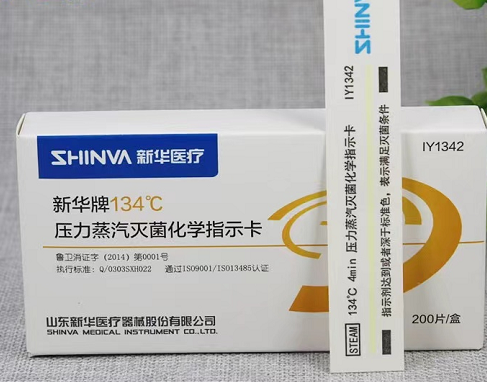 SHINVA 新华医疗
IY1342
新华牌134℃
压力蒸汽灭菌化学指示卡
鲁卫消证字(2014)第0001号
执行标准：Q/0303SXH022 通过ISO9001/ISO13485认证
山东新华医疗器械股份有限公司
SHINVA MEDICAL INSTRUMENT CO.,LTD.
200片/盒
STEAM 134℃ 4min 压力蒸汽灭菌化学指示卡 IY1342 SHINV
指示剂达到或者深于标准色，表示满足灭菌条件